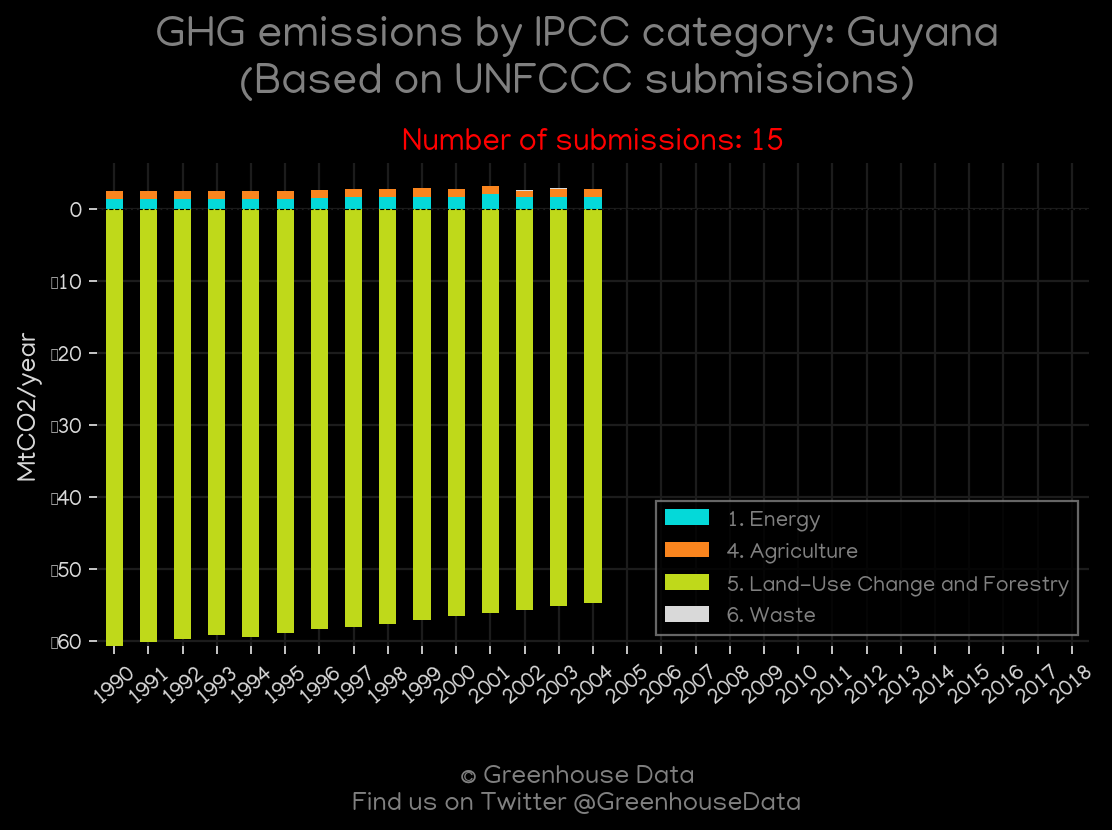 GHG emissions by IPCC category: Guyana
(Based on UNFCCC submissions)
Number of submissions: 15
MtCO2/year
0
▯10
▯20
▯30
▯40
▯50
▯60
1. Energy
4. Agriculture
5. Land-Use Change and Forestry
6. Waste
1990 1991 1992 1993 1994 1995 1996 1997 1998 1999 2000 2001 2002 2003 2004 2005 2006 2007 2008 2009 2010 2011 2012 2013 2014 2015 2016 2017 2018
© Greenhouse Data
Find us on Twitter @GreenhouseData